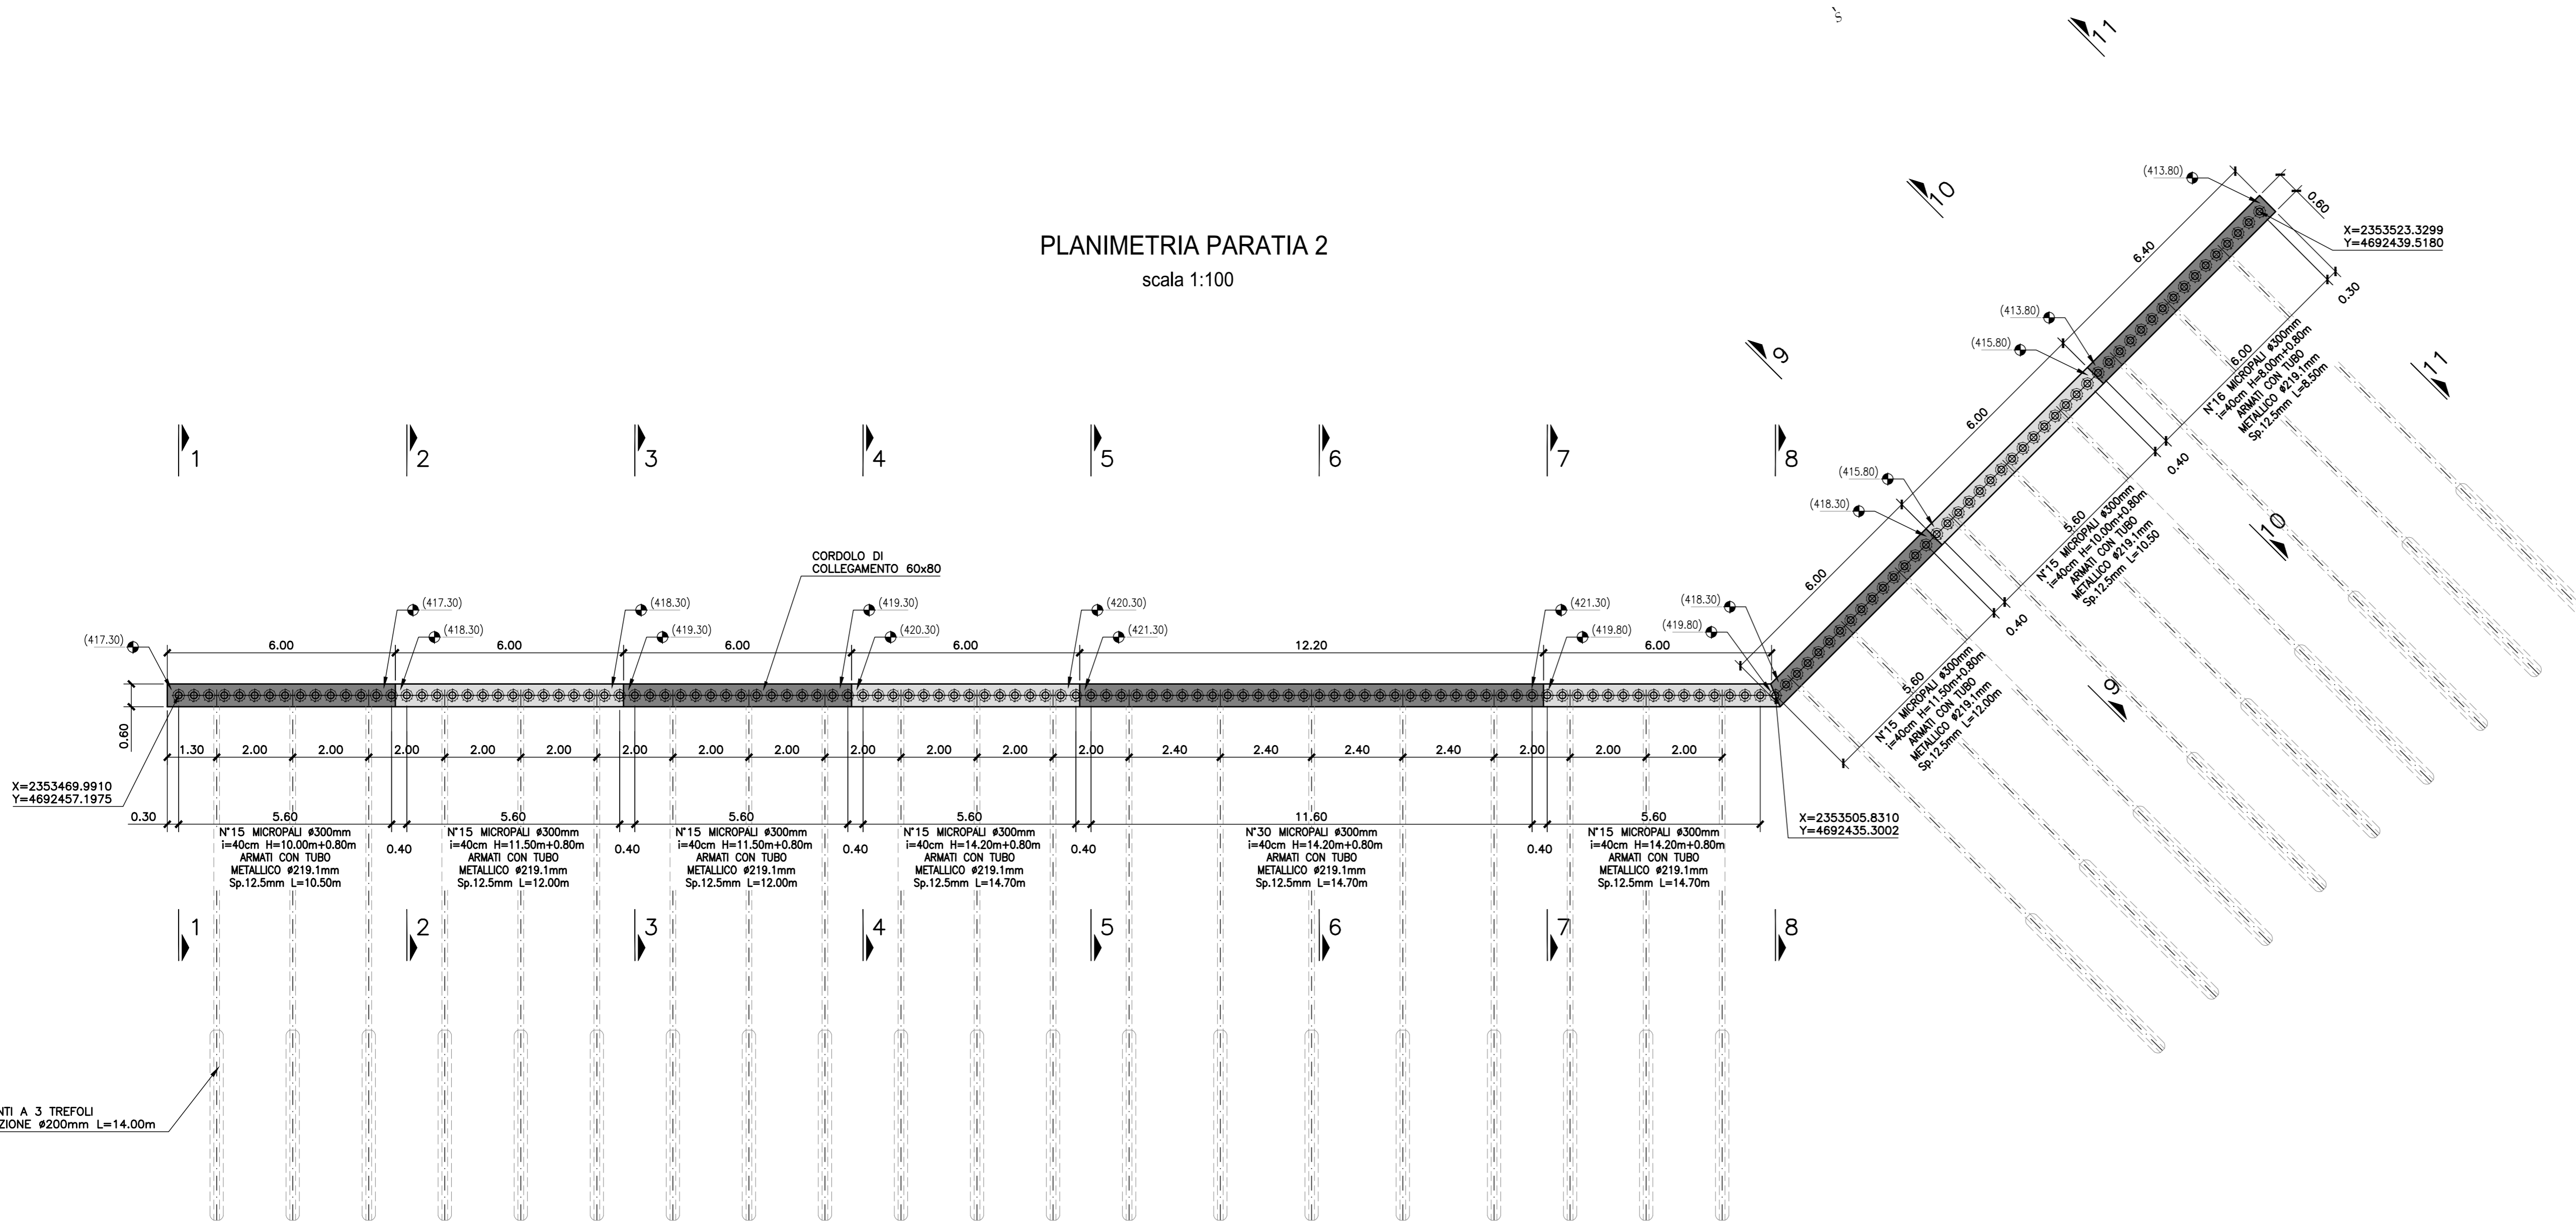 PLANIMETRIA PARATIA 2
scala 1:100
11
10
9
1
2
3
4
5
6
7
8
(413.80)
0.60
X=2353523.3299
Y=4692439.5180
6.40
0.30
(413.80)
(415.80)
6.00
N°16 MICROPALI ø300mm
i=40cm H=8.00m+0.80m
ARMATI CON TUBO
METALLICO ø219.1mm
Sp.12.5mm L=8.50m
11
6.00
0.40
(415.80)
(418.30)
5.60
N°15 MICROPALI ø300mm
i=40cm H=10.00m+0.80m
ARMATI CON TUBO
METALLICO ø219.1mm
Sp.12.5mm L=10.50
10
6.00
0.40
5.60
N°15 MICROPALI ø300mm
i=40cm H=11.50m+0.80m
ARMATI CON TUBO
METALLICO ø219.1mm
Sp.12.5mm L=12.00m
9
CORDOLO DI
COLLEGAMENTO 60x80
(417.30)
(417.30)
(418.30)
(418.30)
(419.30)
(419.30)
(420.30)
(420.30)
(421.30)
(421.30)
(419.80)
(418.30)
(419.80)
6.00
6.00
6.00
6.00
12.20
6.00
0.60
1.30
2.00
2.00
2.00
2.00
2.00
2.00
2.00
2.00
2.00
2.00
2.00
2.00
2.40
2.40
2.40
2.40
2.00
2.00
2.00
X=2353469.9910
Y=4692457.1975
X=2353505.8310
Y=4692435.3002
0.30
5.60
0.40
5.60
0.40
5.60
0.40
5.60
0.40
11.60
0.40
5.60
N°15 MICROPALI ø300mm
i=40cm H=10.00m+0.80m
ARMATI CON TUBO
METALLICO ø219.1mm
Sp.12.5mm L=10.50m
N°15 MICROPALI ø300mm
i=40cm H=11.50m+0.80m
ARMATI CON TUBO
METALLICO ø219.1mm
Sp.12.5mm L=12.00m
N°15 MICROPALI ø300mm
i=40cm H=11.50m+0.80m
ARMATI CON TUBO
METALLICO ø219.1mm
Sp.12.5mm L=12.00m
N°15 MICROPALI ø300mm
i=40cm H=14.20m+0.80m
ARMATI CON TUBO
METALLICO ø219.1mm
Sp.12.5mm L=14.70m
N°30 MICROPALI ø300mm
i=40cm H=14.20m+0.80m
ARMATI CON TUBO
METALLICO ø219.1mm
Sp.12.5mm L=14.70m
N°15 MICROPALI ø300mm
i=40cm H=14.20m+0.80m
ARMATI CON TUBO
METALLICO ø219.1mm
Sp.12.5mm L=14.70m
1
2
3
4
5
6
7
8
NTI A 3 TREFOLI
ZIONE ø200mm L=14.00m